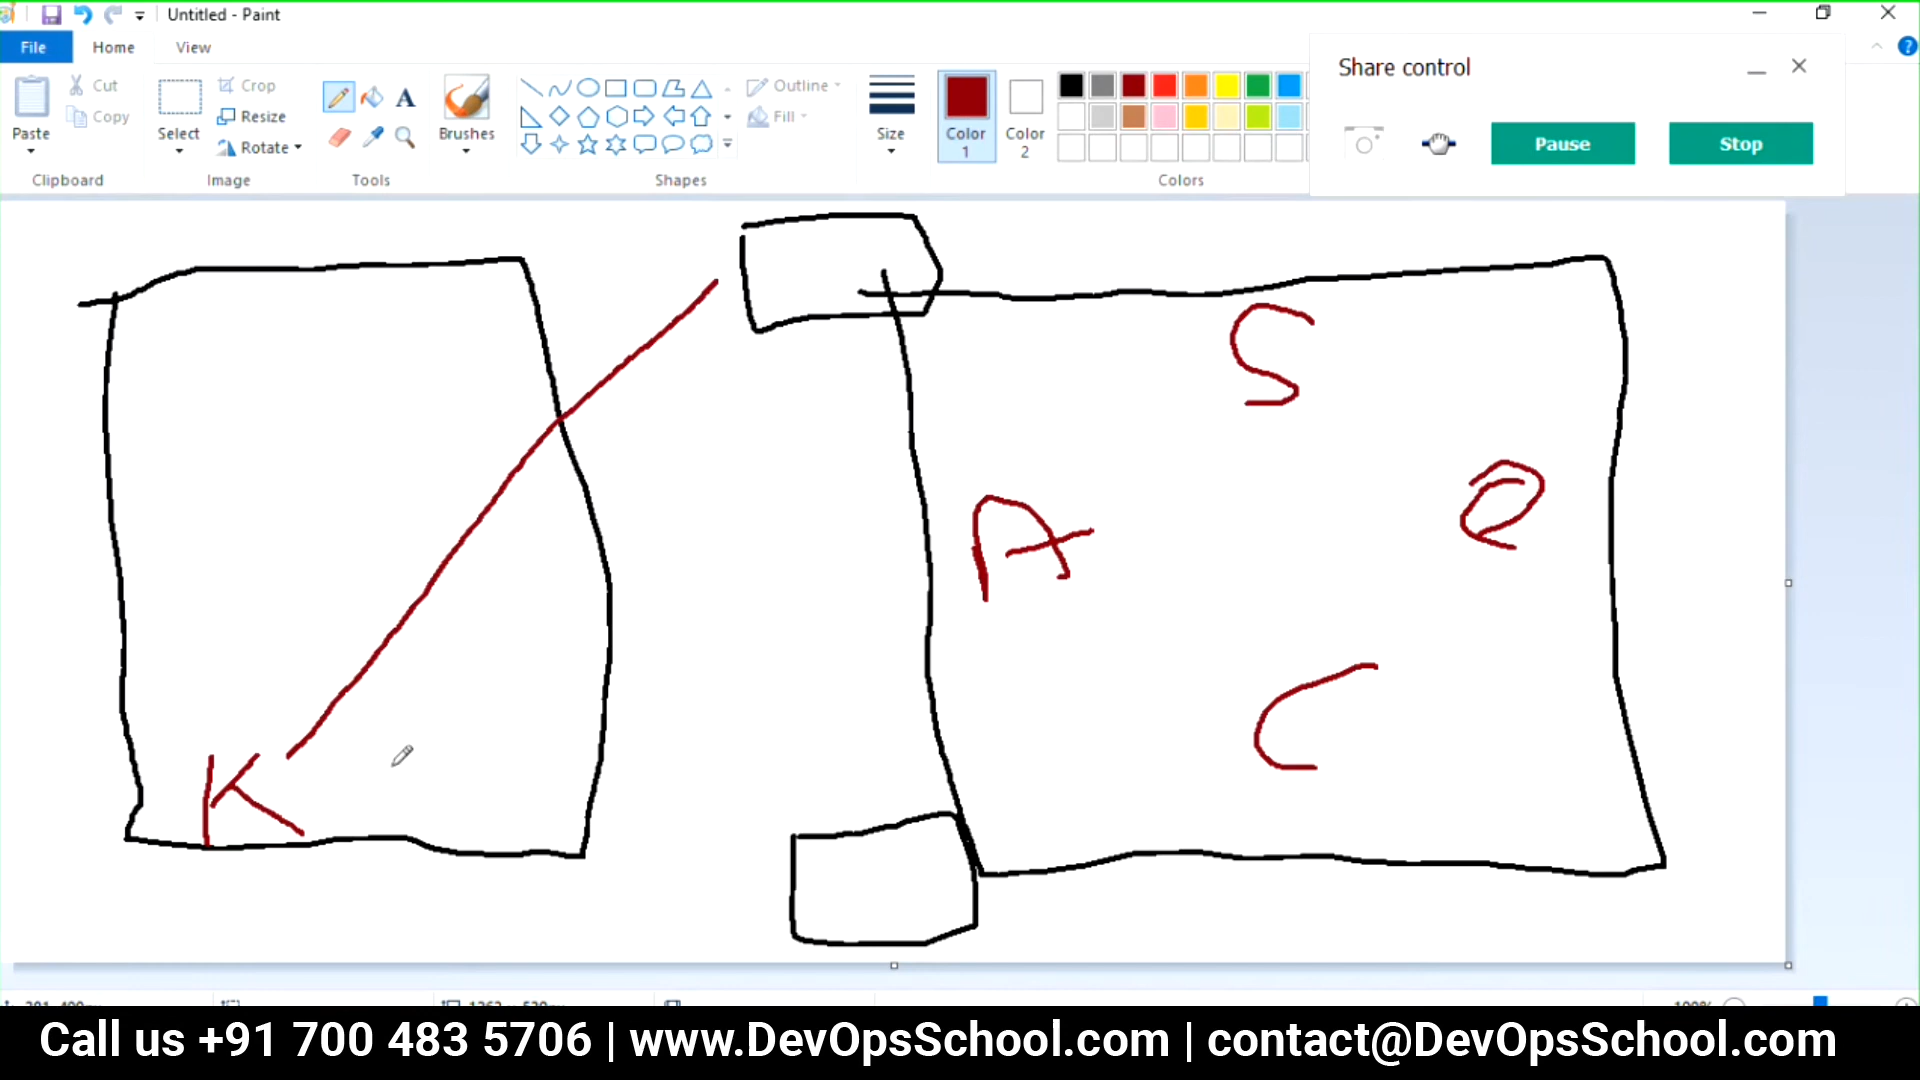 Untitled - Paint
File Home View
Share control
Paste
Cut
Copy
Clipboard
Select
Crop
Resize
Rotate
Image
A
Tools
Brushes
Shapes
Outline
Fill
Size
Color 1
Color 2
Colors
Pause
Stop
S
A
e
C
K
100%
Call us +91 700 483 5706 | www.DevOpsSchool.com | contact@DevOpsSchool.com